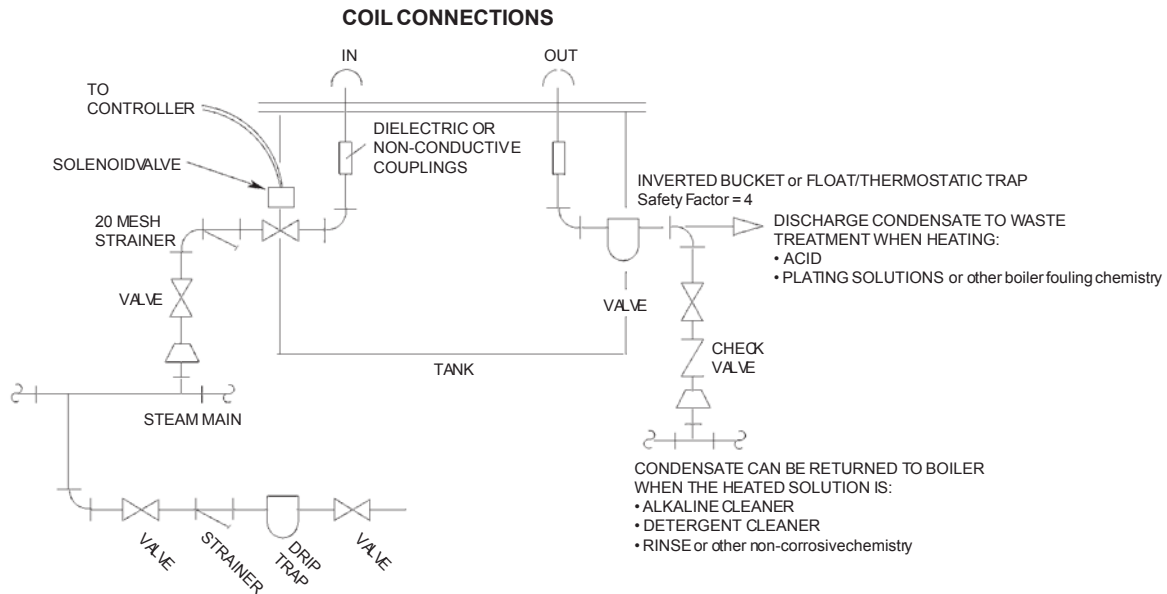 COIL CONNECTIONS
IN
OUT
TO
CONTROLLER
DIELECTRIC OR
NON-CONDUCTIVE
COUPLINGS
SOLENOIDVALVE
INVERTED BUCKET or FLOAT/THERMOSTATIC TRAP
Safety Factor = 4
20 MESH
STRAINER
DISCHARGE CONDENSATE TO WASTE
TREATMENT WHEN HEATING:
• ACID
• PLATING SOLUTIONS or other boiler fouling chemistry
VALVE
VALVE
CHECK
VALVE
TANK
STEAM MAIN
CONDENSATE CAN BE RETURNED TO BOILER
WHEN THE HEATED SOLUTION IS:
• ALKALINE CLEANER
• DETERGENT CLEANER
• RINSE or other non-corrosivechemistry
VALVE
STRAINER
DRIP
TRAP
VALVE